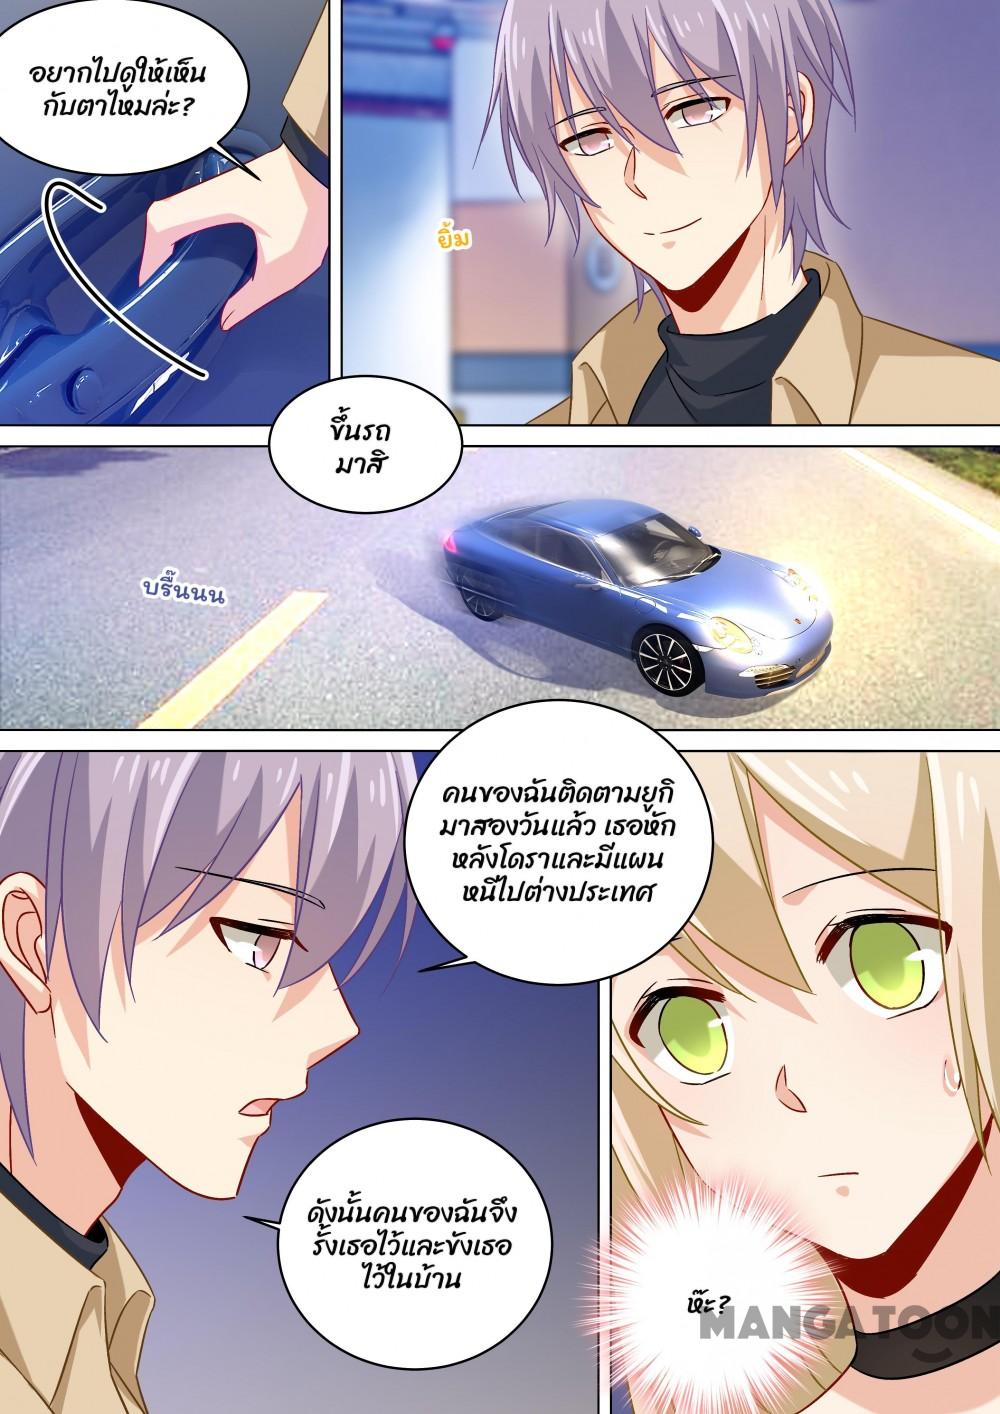 อยากไปดูให้เห็น
กับตาไหมล่ะ?
ยิ้ม
ขึ้นรถ
มาสิ
บรื๊นนน
คนของฉันติดตามยูกิ
มาสองวันแล้ว เธอหัก
หลังโดราและมีแผน
หนีไปต่างประเทศ
ดังนั้นคนของฉันจึง
รั้งเธอไว้และขังเธอ
ไว้ในบ้าน
ห๊ะ?
MANGATOON